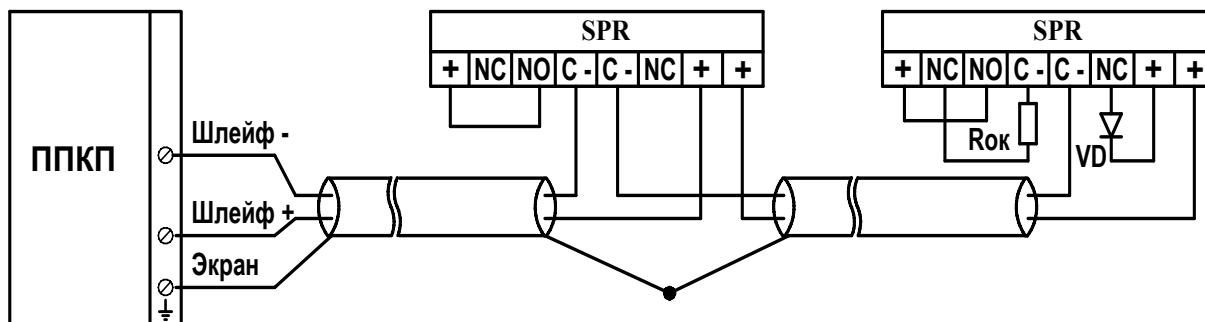 SPR
+ NC NO C - C - NC + +
SPR
+ NC NO C - C - NC + +
ППКП
Шлейф -
Шлейф +
Экран
Rок
VD